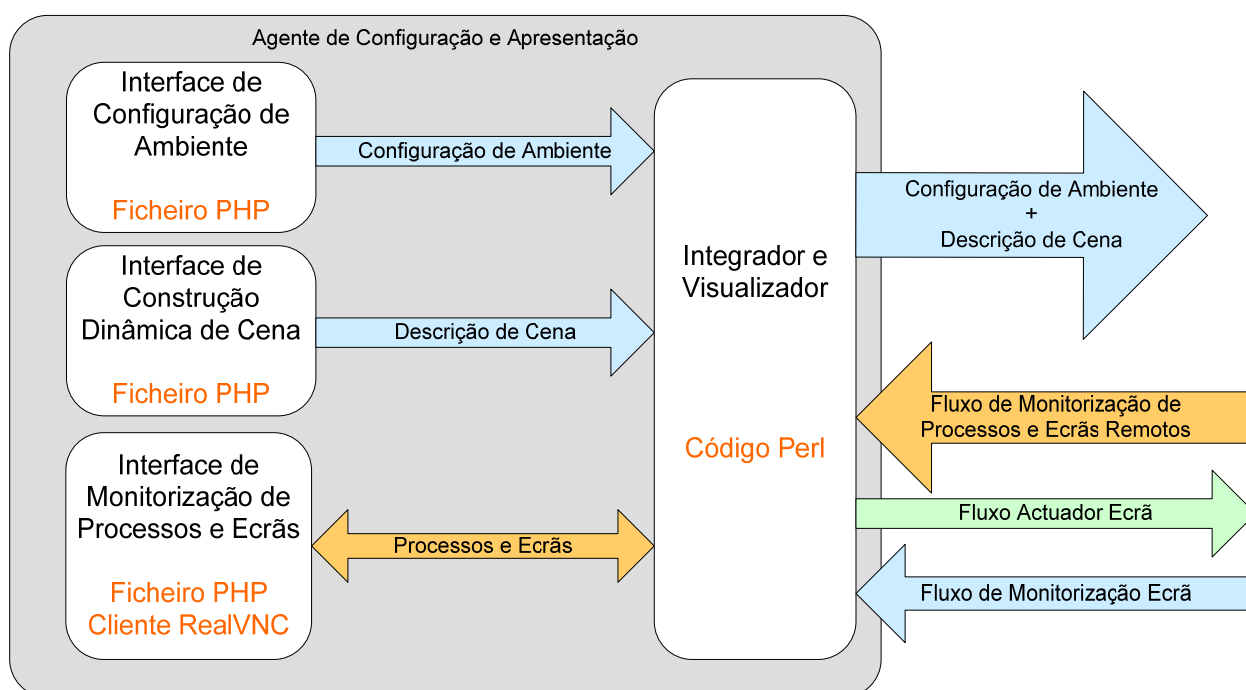 Agente de Configuração e Apresentação
Interface de
Configuração de
Ambiente
Ficheiro PHP
Configuração de Ambiente
Interface de
Construção
Dinâmica de Cena
Ficheiro PHP
Descrição de Cena
Interface de
Monitorização de
Processos e Ecrãs
Ficheiro PHP
Cliente RealVNC
Processos e Ecrãs
Integrador e
Visualizador
Código Perl
Configuração de Ambiente
+
Descrição de Cena
Fluxo de Monitorização de
Processos e Ecrãs Remotos
Fluxo Actuador Ecrã
Fluxo de Monitorização Ecrã